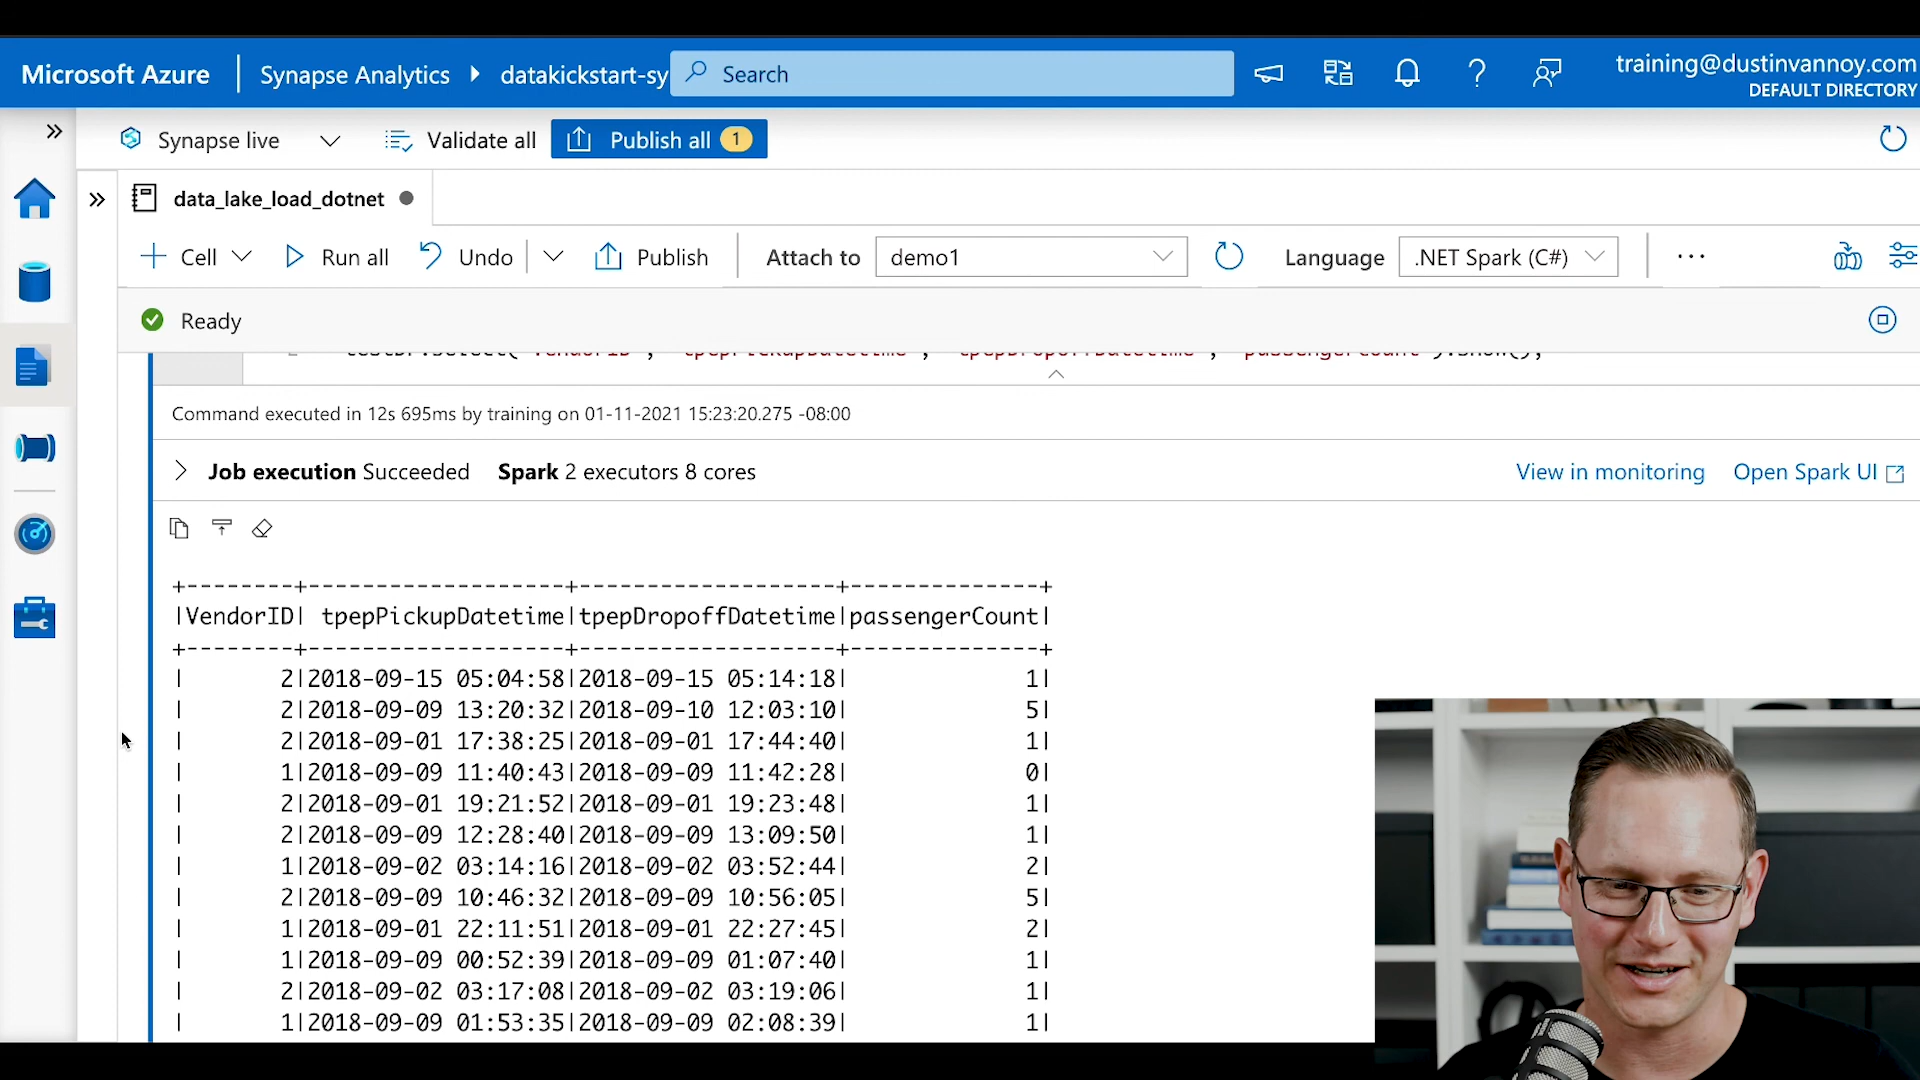 Microsoft Azure Synapse Analytics datakickstart-sy Search training@dustinvannoy.com
DEFAULT DIRECTORY
Synapse live Validate all Publish all 1
data_lake_load_dotnet
Cell Run all Undo Publish Attach to demo1 Language .NET Spark (C#) ...
Ready
Command executed in 12s 695ms by training on 01-11-2021 15:23:20.275 -08:00
Job execution Succeeded Spark 2 executors 8 cores View in monitoring Open Spark UI
+--------+-------------------+-------------------+--------------+
|VendorID| tpepPickupDatetime|tpepDropoffDatetime|passengerCount|
+--------+-------------------+-------------------+--------------+
| 2|2018-09-15 05:04:58|2018-09-15 05:14:18| 1|
| 2|2018-09-09 13:20:32|2018-09-10 12:03:10| 5|
| 2|2018-09-01 17:38:25|2018-09-01 17:44:40| 1|
| 1|2018-09-09 11:40:43|2018-09-09 11:42:28| 0|
| 2|2018-09-01 19:21:52|2018-09-01 19:23:48| 1|
| 2|2018-09-09 12:28:40|2018-09-09 13:09:50| 1|
| 1|2018-09-02 03:14:16|2018-09-02 03:52:44| 2|
| 2|2018-09-09 10:46:32|2018-09-09 10:56:05| 5|
| 1|2018-09-01 22:11:51|2018-09-01 22:27:45| 2|
| 1|2018-09-09 00:52:39|2018-09-09 01:07:40| 1|
| 2|2018-09-02 03:17:08|2018-09-02 03:19:06| 1|
| 1|2018-09-09 01:53:35|2018-09-09 02:08:39| 1|